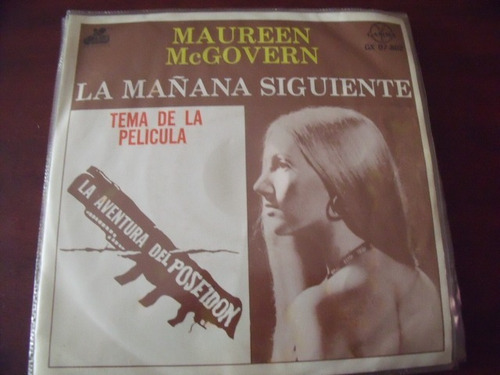 MAUREEN
McGOVERN
LA MAÑANA SIGUIENTE
TEMA DE LA
PELICULA
LA AVENTURA
DEL POSEIDON